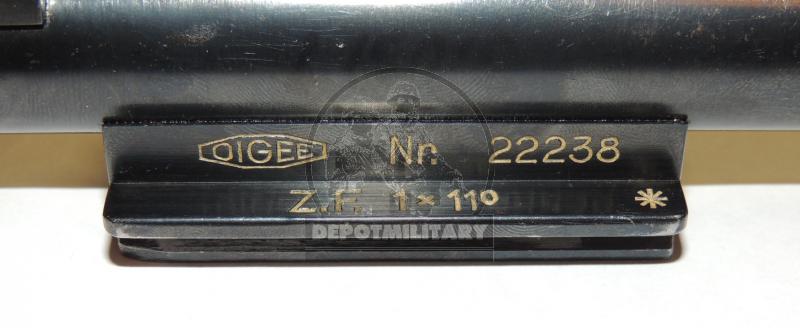 OIGEE Nr. 22238
Z.F. 1×11° *
DEPOTMILITARY